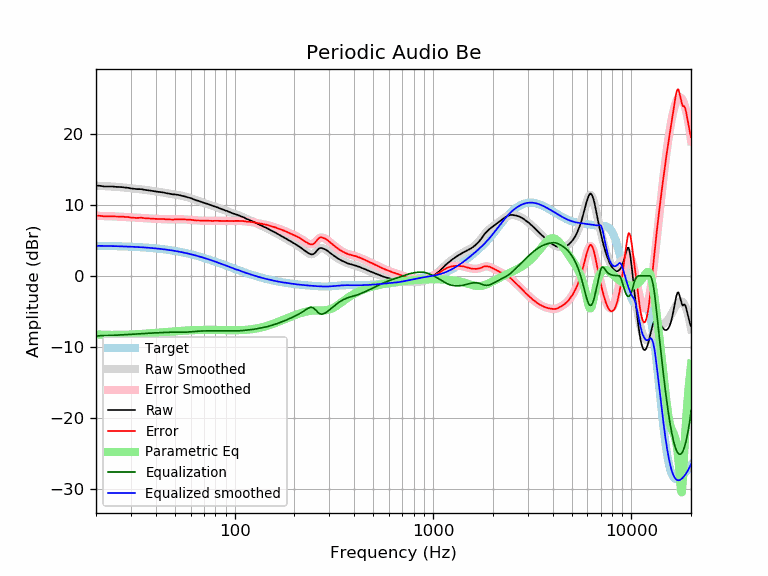 Periodic Audio Be
Amplitude (dBr)
20
10
0
−10
−20
−30
Target
Raw Smoothed
Error Smoothed
Raw
Error
Parametric Eq
Equalization
Equalized smoothed
100
1000
10000
Frequency (Hz)